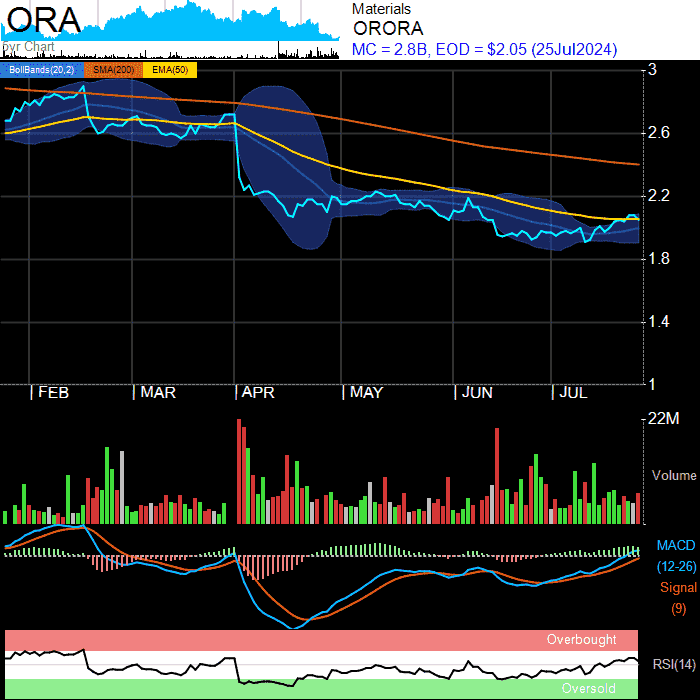 ORA
5yr Chart
Materials
ORORA
MC = 2.8B, EOD = $2.05 (25Jul2024)
BollBands(20,2) SMA(200) EMA(50)
3
2.6
2.2
1.8
1.4
1
FEB MAR APR MAY JUN JUL
22M
Volume
MACD
(12-26)
Signal
(9)
Overbought
RSI(14)
Oversold